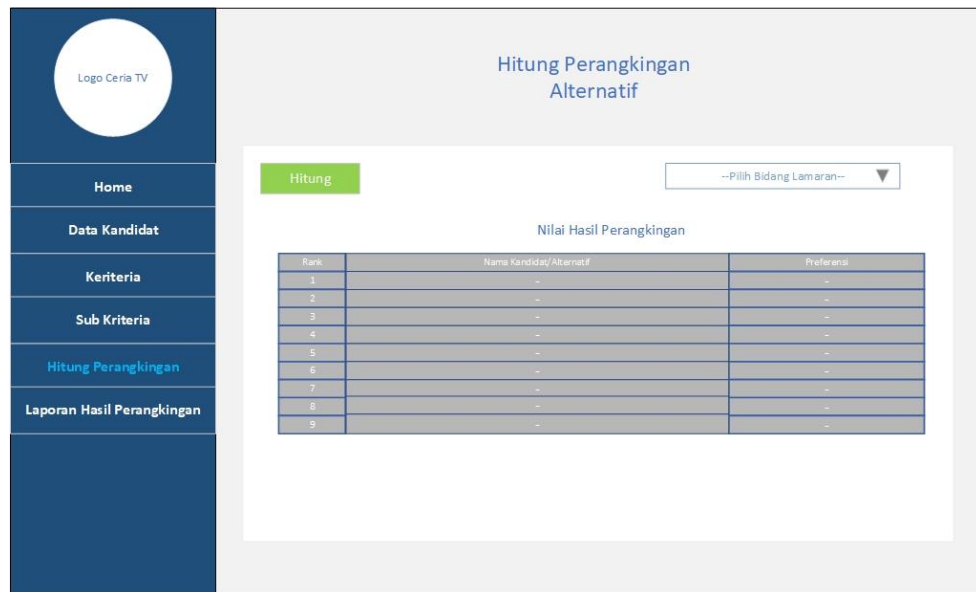 Logo Ceria TV
Home
Data Kandidat
Keriteria
Sub Kriteria
Hitung Perangkingan
Laporan Hasil Perangkingan
Hitung Perangkingan
Alternatif
Hitung
--Pilih Bidang Lamaran--
Nilai Hasil Perangkingan
Rank Nama Kandidat/Alternatif Preferansi
1 - -
2 - -
3 - -
4 - -
5 - -
6 - -
7 - -
8 - -
9 - -